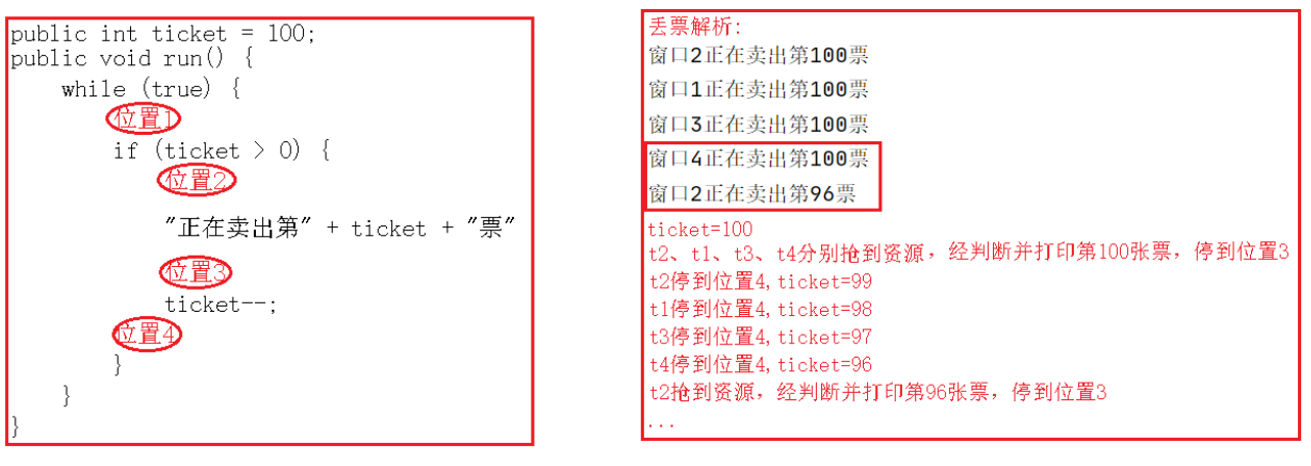 public int ticket = 100;
public void run() {
while (true) {
位置1
if (ticket > 0) {
位置2
"正在卖出第" + ticket + "票"
位置3
ticket--;
位置4
}
}
}
丢票解析:
窗口2正在卖出第100票
窗口1正在卖出第100票
窗口3正在卖出第100票
窗口4正在卖出第100票
窗口2正在卖出第96票
ticket=100
t2、t1、t3、t4分别抢到资源，经判断并打印第100张票，停到位置3
t2停到位置4,ticket=99
t1停到位置4,ticket=98
t3停到位置4,ticket=97
t4停到位置4,ticket=96
t2抢到资源，经判断并打印第96张票，停到位置3
...